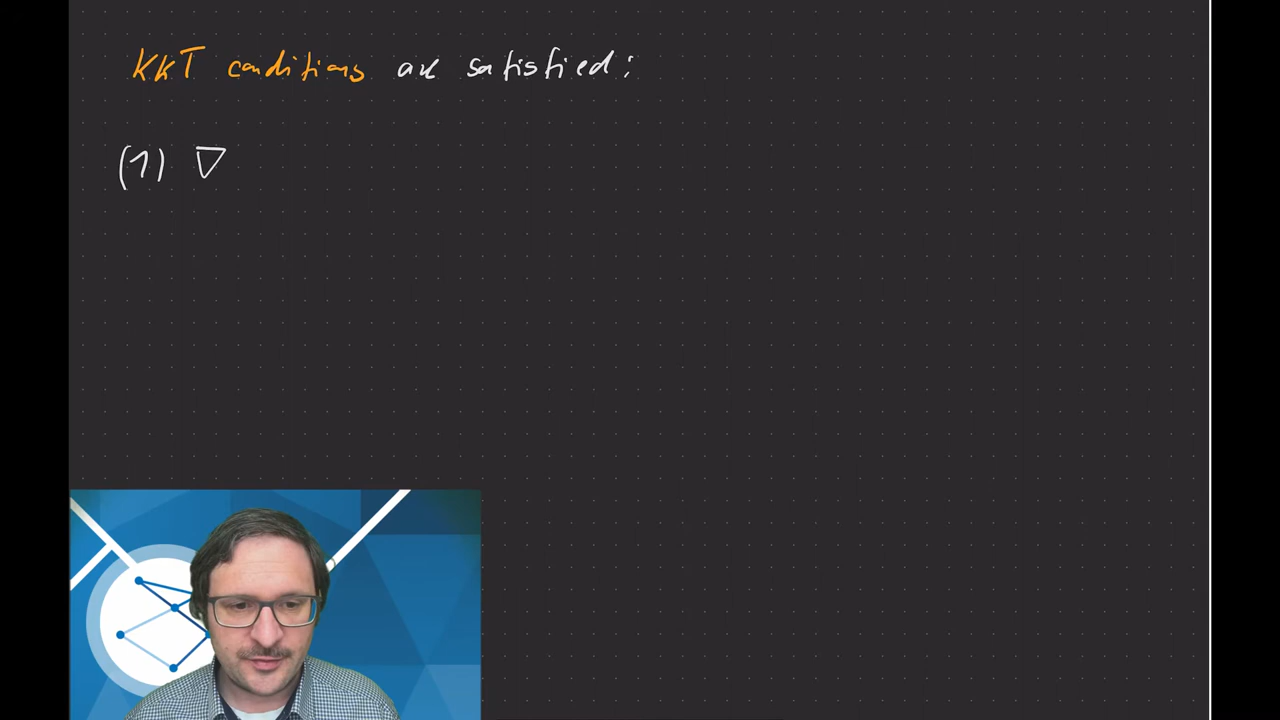 KKT conditions are satisfied:
(1) ∇